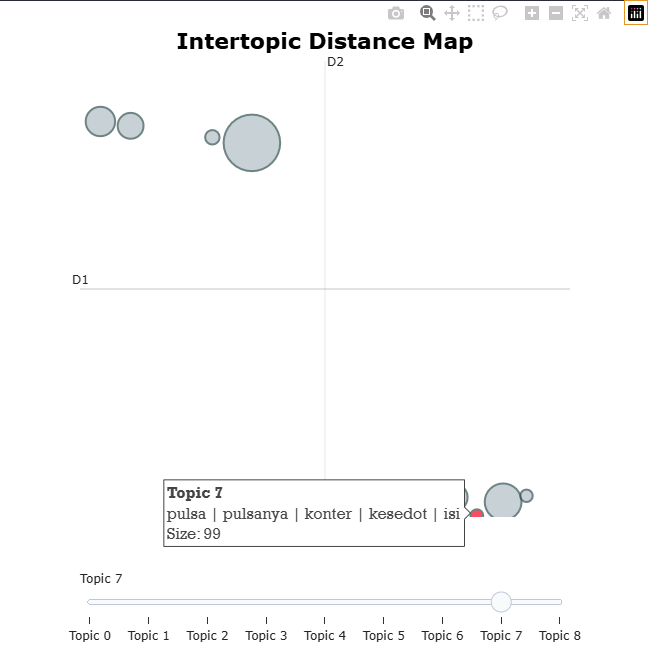 Intertopic Distance Map
D2
D1
Topic 7
pulsa | pulsanya | konter | kesedot | isi
Size: 99
Topic 7
Topic 0 Topic 1 Topic 2 Topic 3 Topic 4 Topic 5 Topic 6 Topic 7 Topic 8